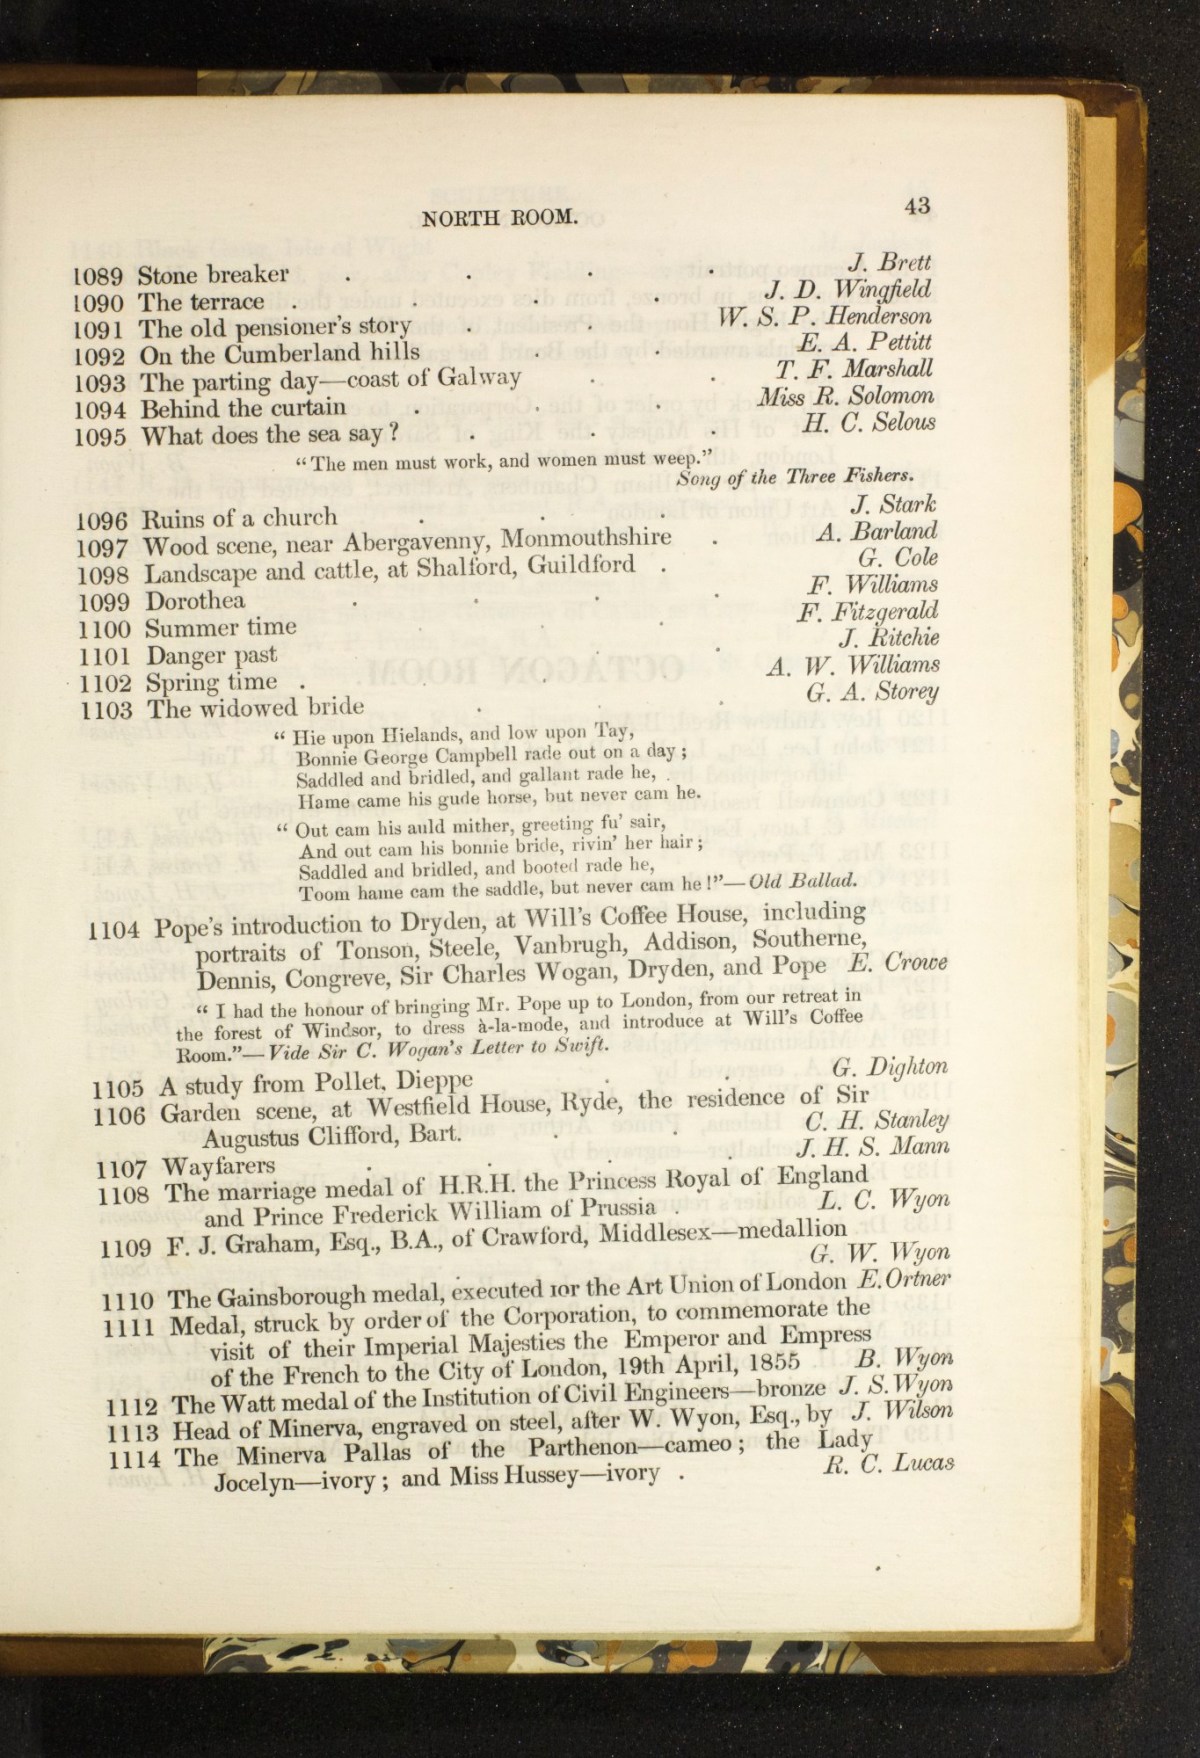 NORTH ROOM.
43
1089 Stone breaker . . . . J. Brett
1090 The terrace . . . . J. D. Wingfield
1091 The old pensioner's story . . W. S. P. Henderson
1092 On the Cumberland hills . . E. A. Pettitt
1093 The parting day—coast of Galway . . T. F. Marshall
1094 Behind the curtain . . . Miss R. Solomon
1095 What does the sea say? . . . H. C. Selous
"The men must work, and women must weep."
Song of the Three Fishers.
1096 Ruins of a church . . . J. Stark
1097 Wood scene, near Abergavenny, Monmouthshire . A. Barland
1098 Landscape and cattle, at Shalford, Guildford . G. Cole
1099 Dorothea . . . . F. Williams
1100 Summer time . . F. Fitzgerald
1101 Danger past . . J. Ritchie
1102 Spring time . . . A. W. Williams
1103 The widowed bride . . . G. A. Storey
"Hie upon Hielands, and low upon Tay,
Bonnie George Campbell rade out on a day;
Saddled and bridled, and gallant rade he,
Hame came his gude horse, but never cam he.
"Out cam his auld mither, greeting fu' sair,
And out cam his bonnie bride, rivin' her hair;
Saddled and bridled, and booted rade he,
Toom hame cam the saddle, but never cam he!"—Old Ballad.
1104 Pope's introduction to Dryden, at Will's Coffee House, including
portraits of Tonson, Steele, Vanbrugh, Addison, Southerne,
Dennis, Congreve, Sir Charles Wogan, Dryden, and Pope E. Crowe
"I had the honour of bringing Mr. Pope up to London, from our retreat in
the forest of Windsor, to dress à-la-mode, and introduce at Will's Coffee
Room."—Vide Sir C. Wogan's Letter to Swift.
1105 A study from Pollet, Dieppe . . G. Dighton
1106 Garden scene, at Westfield House, Ryde, the residence of Sir
Augustus Clifford, Bart. . . C. H. Stanley
1107 Wayfarers . . . . J. H. S. Mann
1108 The marriage medal of H.R.H. the Princess Royal of England
and Prince Frederick William of Prussia . L. C. Wyon
1109 F. J. Graham, Esq., B.A., of Crawford, Middlesex—medallion
G. W. Wyon
1110 The Gainsborough medal, executed for the Art Union of London E. Ortner
1111 Medal, struck by order of the Corporation, to commemorate the
visit of their Imperial Majesties the Emperor and Empress
of the French to the City of London, 19th April, 1855 B. Wyon
1112 The Watt medal of the Institution of Civil Engineers—bronze J. S. Wyon
1113 Head of Minerva, engraved on steel, after W. Wyon, Esq., by J. Wilson
1114 The Minerva Pallas of the Parthenon—cameo; the Lady
Jocelyn—ivory; and Miss Hussey—ivory . R. C. Lucas